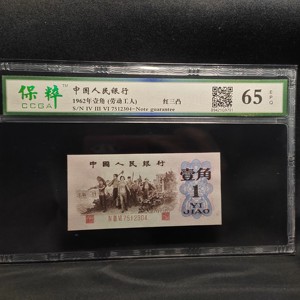 保粹 TM
CCGA
中国人民银行
1962年壹角 (劳动工人) 红三凸
S/N IV III VI 7512304~Note guarantee
65 EPQ
中国人民银行
壹角
1
YI
JIAO
7512304